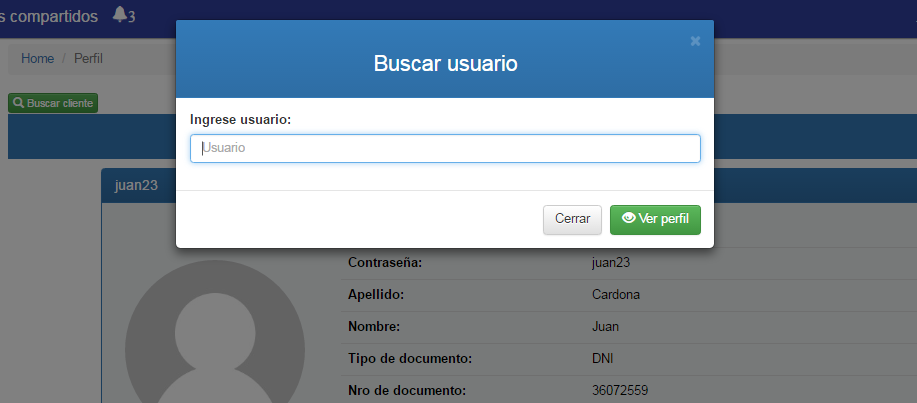 s compartidos 3
×
Buscar usuario
Home / Perfil
Buscar cliente
Ingrese usuario:
Usuario
juan23
Cerrar Ver perfil
Contraseña: juan23
Apellido: Cardona
Nombre: Juan
Tipo de documento: DNI
Nro de documento: 36072559